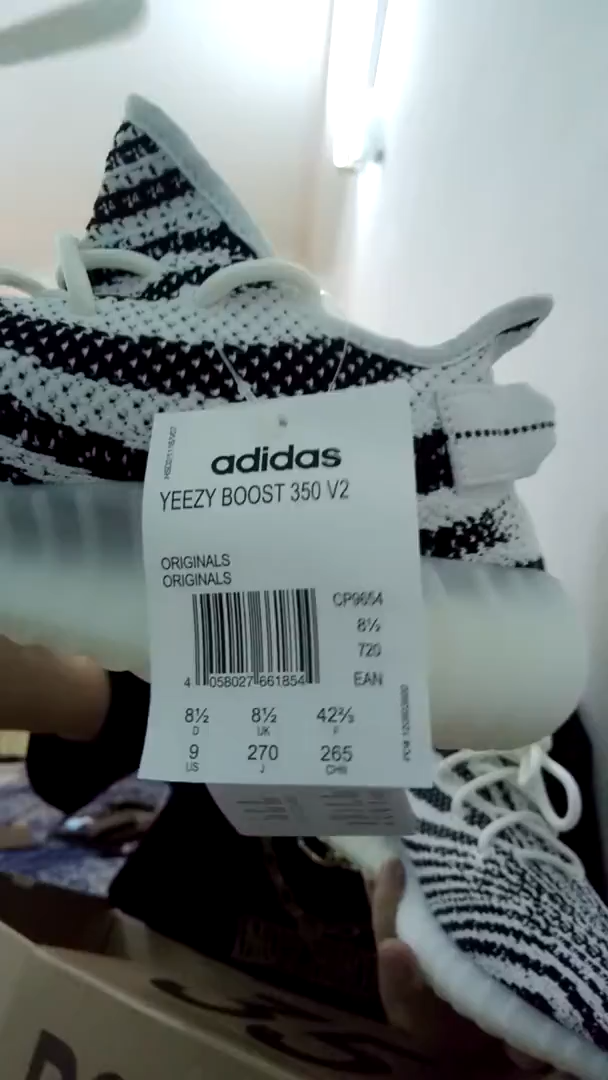 adidas
YEEZY BOOST 350 V2
ORIGINALS
ORIGINALS
CP9654
8½
720
4 058027 661854 EAN
8½ 8½ 42⅔
D UK F
9 270 265
US J CHN
35